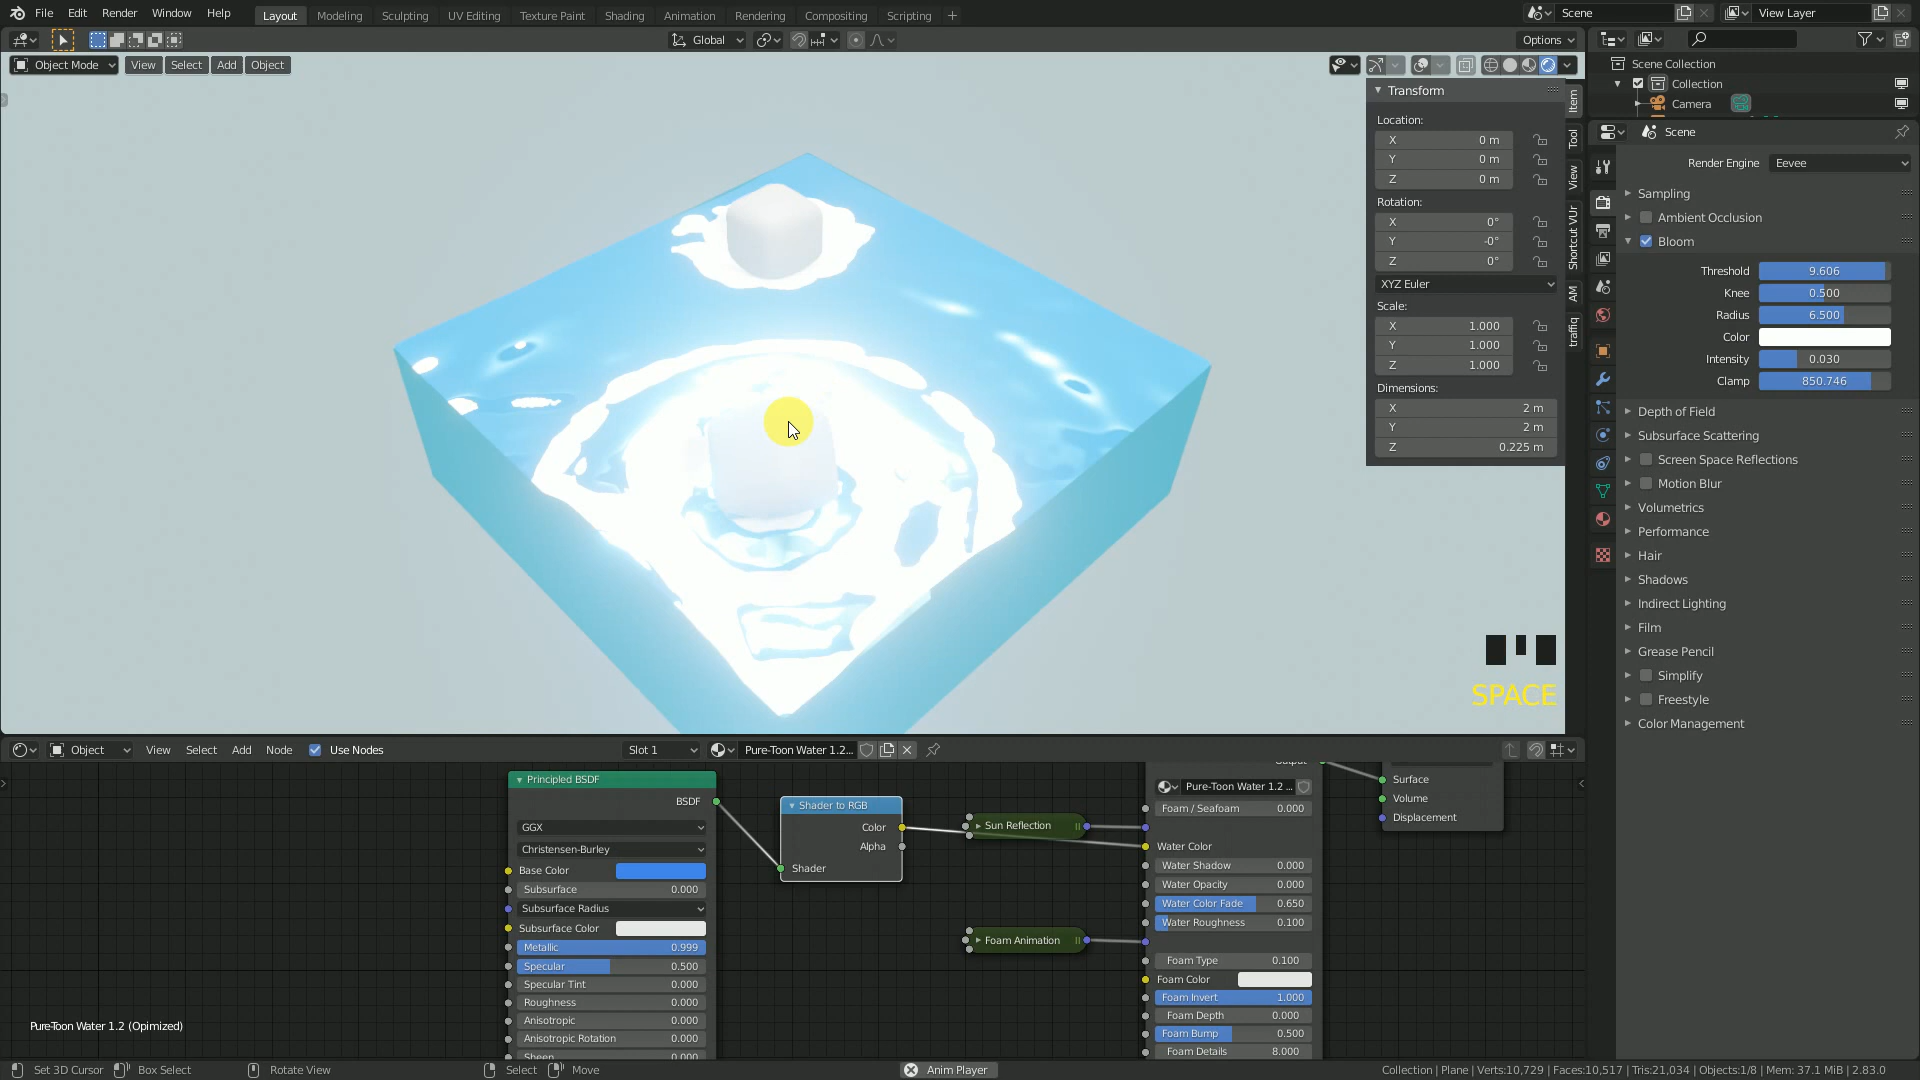 File Edit Render Window Help Layout Modeling Sculpting UV Editing Texture Paint Shading Animation Rendering Compositing Scripting + Scene View Layer
Global Options
Object Mode View Select Add Object
Transform
Location:
X 0 m
Y 0 m
Z 0 m
Rotation:
X 0°
Y -0°
Z 0°
XYZ Euler
Scale:
X 1.000
Y 1.000
Z 1.000
Dimensions:
X 2 m
Y 2 m
Z 0.225 m
Item
Tool
View
Shortcut VUr
AM
traffiq
SPACE
Scene Collection
Collection
Camera
Scene
Render Engine Eevee
Sampling
Ambient Occlusion
Bloom
Threshold 9.606
Knee 0.500
Radius 6.500
Color
Intensity 0.030
Clamp 850.746
Depth of Field
Subsurface Scattering
Screen Space Reflections
Motion Blur
Volumetrics
Performance
Hair
Shadows
Indirect Lighting
Film
Grease Pencil
Simplify
Freestyle
Color Management
Object View Select Add Node Use Nodes Slot 1 Pure-Toon Water 1.2...
Principled BSDF
BSDF
GGX
Christensen-Burley
Base Color
Subsurface 0.000
Subsurface Radius
Subsurface Color
Metallic 0.999
Specular 0.500
Specular Tint 0.000
Roughness 0.000
Anisotropic 0.000
Anisotropic Rotation 0.000
Sheen 0.000
Shader to RGB
Color
Alpha
Shader
Sun Reflection
Foam Animation
Output
Pure-Toon Water 1.2 ...
Foam / Seafoam 0.000
Water Color
Water Shadow 0.000
Water Opacity 0.000
Water Color Fade 0.650
Water Roughness 0.100
Foam Type 0.100
Foam Color
Foam Invert 1.000
Foam Depth 0.000
Foam Bump 0.500
Foam Details 8.000
Surface
Volume
Displacement
Pure-Toon Water 1.2 (Opimized)
Set 3D Cursor Box Select Rotate View Select Move Anim Player Collection | Plane | Verts:10,729 | Faces:10,517 | Tris:21,034 | Objects:1/8 | Mem: 37.1 MiB | 2.83.0